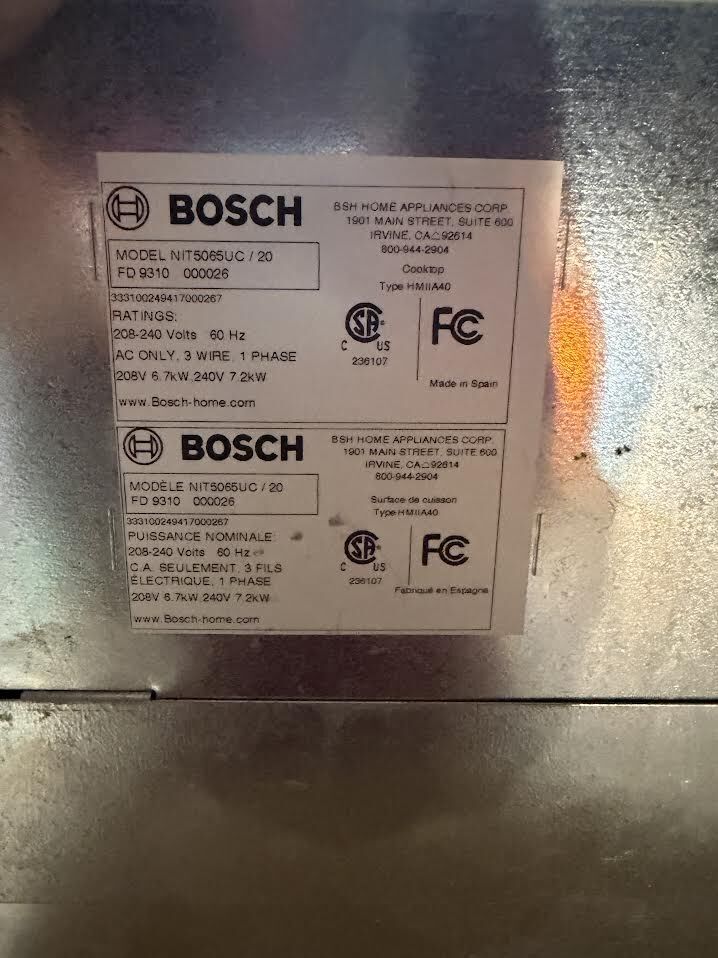 BOSCH
MODEL NIT5065UC / 20
FD 9310 000026
333100249417000267
RATINGS:
208-240 Volts 60 Hz
AC ONLY, 3 WIRE, 1 PHASE
208V 6.7kW 240V 7.2kW
www.Bosch-home.com
BSH HOME APPLIANCES CORP.
1901 MAIN STREET, SUITE 600
IRVINE, CA 92614
800-944-2904
Cooktop
Type HMIIA40
SA
C US
236107
FC
Made in Spain
BOSCH
MODÈLE NIT5065UC / 20
FD 9310 000026
333100249417000267
PUISSANCE NOMINALE:
208-240 Volts 60 Hz
C.A. SEULEMENT, 3 FILS
ÉLECTRIQUE, 1 PHASE
208V 6.7kW 240V 7.2kW
www.Bosch-home.com
BSH HOME APPLIANCES CORP.
1901 MAIN STREET, SUITE 600
IRVINE, CA 92614
800-944-2904
Surface de cuisson
Type HMIIA40
SA
C US
236107
FC
Fabriqué en Espagne